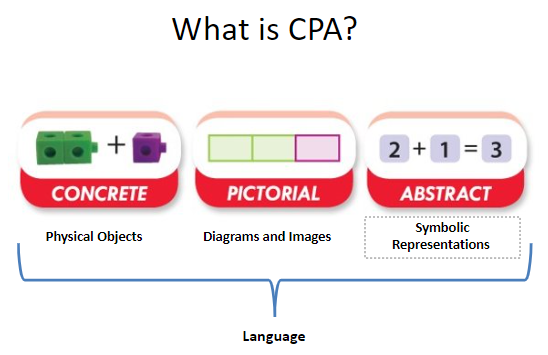 What is CPA?
+
2 + 1 = 3
CONCRETE
PICTORIAL
ABSTRACT
Physical Objects
Diagrams and Images
Symbolic
Representations
Language